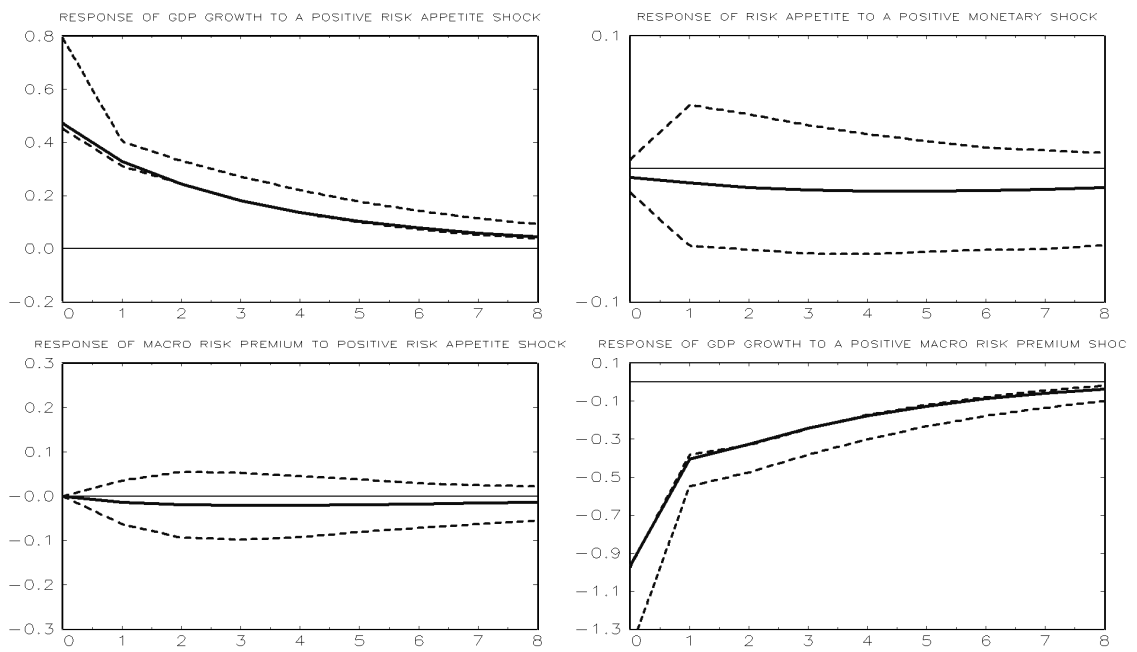 RESPONSE OF GDP GROWTH TO A POSITIVE RISK APPETITE SHOCK
0.8
0.6
0.4
0.2
0.0
−0.2
0 1 2 3 4 5 6 7 8
RESPONSE OF RISK APPETITE TO A POSITIVE MONETARY SHOCK
0.1
−0.1
0 1 2 3 4 5 6 7 8
RESPONSE OF MACRO RISK PREMIUM TO POSITIVE RISK APPETITE SHOCK
0.3
0.2
0.1
−0.0
−0.1
−0.2
−0.3
0 1 2 3 4 5 6 7 8
RESPONSE OF GDP GROWTH TO A POSITIVE MACRO RISK PREMIUM SHOC
0.1
−0.1
−0.3
−0.5
−0.7
−0.9
−1.1
−1.3
0 1 2 3 4 5 6 7 8